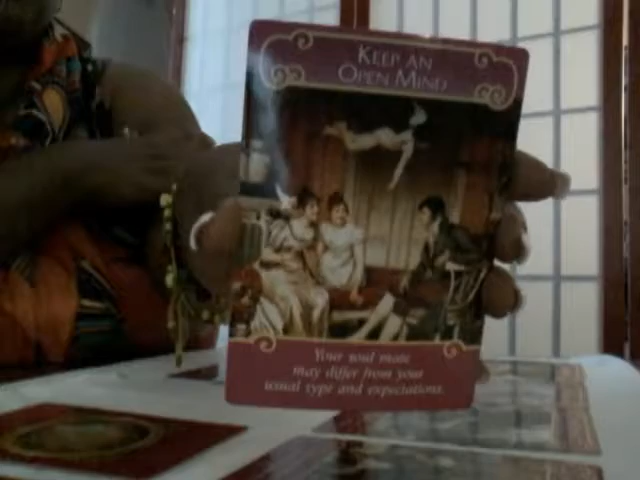 KEEP AN
OPEN MIND
Your soul mate
may differ from your
usual type and expectations.